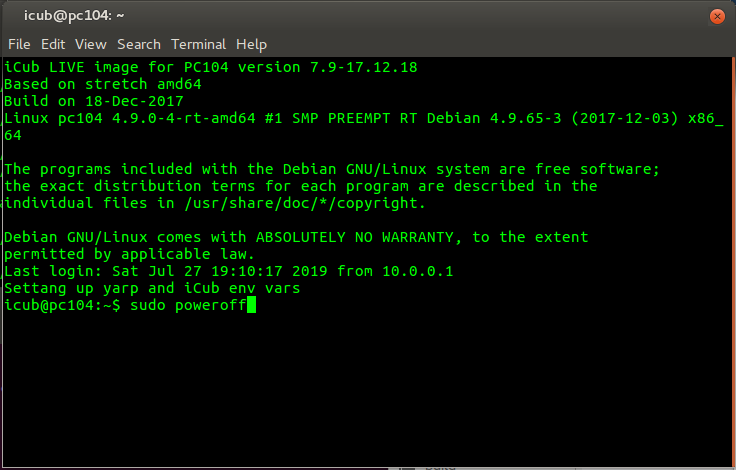 icub@pc104: ~
File Edit View Search Terminal Help
iCub LIVE image for PC104 version 7.9-17.12.18
Based on stretch amd64
Build on 18-Dec-2017
Linux pc104 4.9.0-4-rt-amd64 #1 SMP PREEMPT RT Debian 4.9.65-3 (2017-12-03) x86_
64
The programs included with the Debian GNU/Linux system are free software;
the exact distribution terms for each program are described in the
individual files in /usr/share/doc/*/copyright.
Debian GNU/Linux comes with ABSOLUTELY NO WARRANTY, to the extent
permitted by applicable law.
Last login: Sat Jul 27 19:10:17 2019 from 10.0.0.1
Settang up yarp and iCub env vars
icub@pc104:~$ sudo poweroff